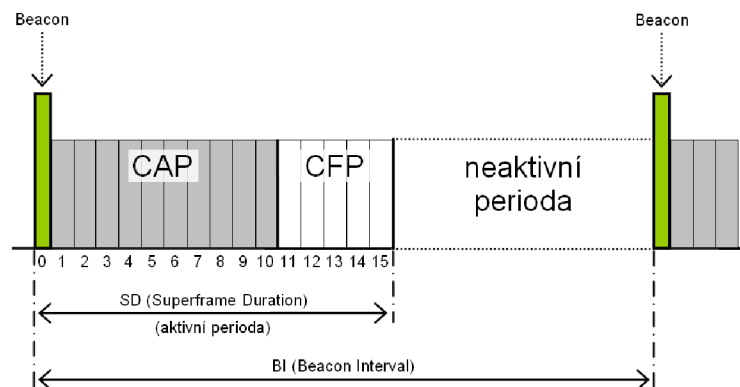 Beacon
Beacon
CAP
CFP
neaktivní
perioda
0 1 2 3 4 5 6 7 8 9 10 11 12 13 14 15
SD (Superframe Duration)
(aktivní perioda)
BI (Beacon Interval)